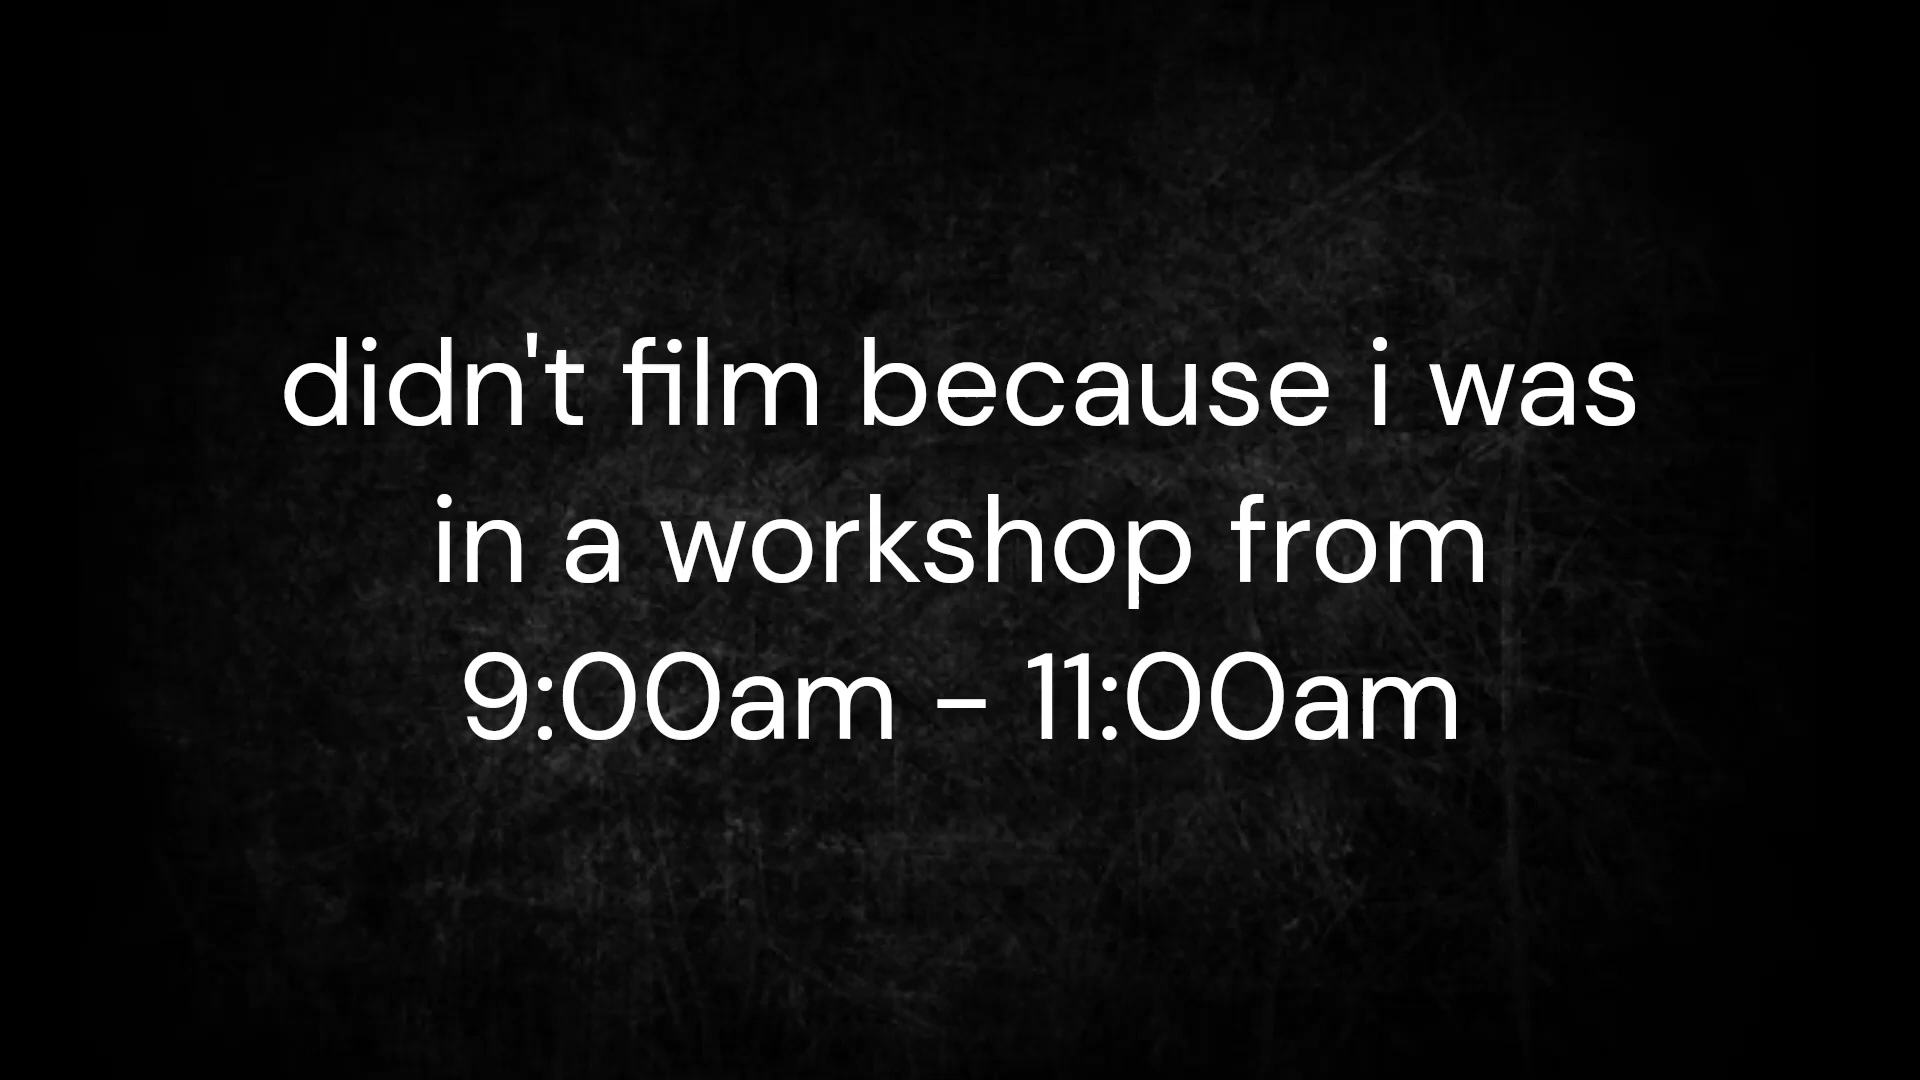 didn't film because i was
in a workshop from
9:00am - 11:00am